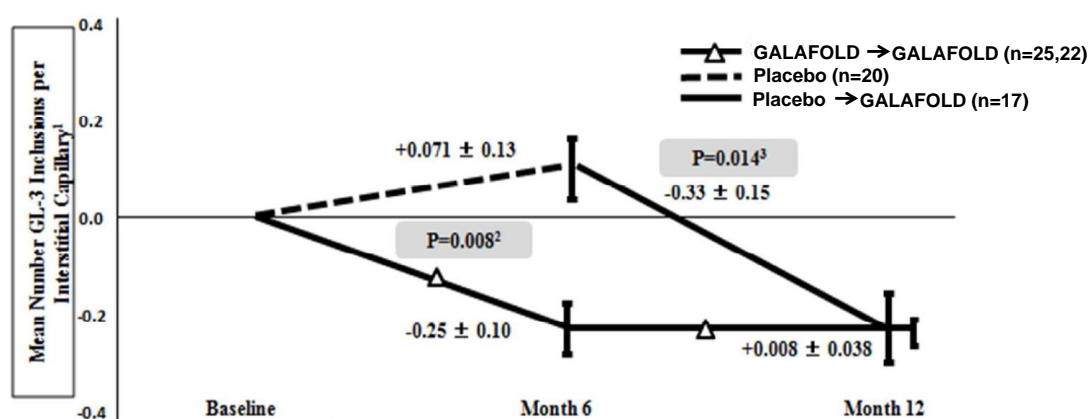 0.4
0.2
0.0
-0.2
-0.4
Mean Number GL-3 Inclusions per
Interstitial Capillary¹
GALAFOLD →GALAFOLD (n=25,22)
Placebo (n=20)
Placebo →GALAFOLD (n=17)
+0.071 ± 0.13
P=0.014³
-0.33 ± 0.15
P=0.008²
-0.25 ± 0.10
+0.008 ± 0.038
Baseline Month 6 Month 12